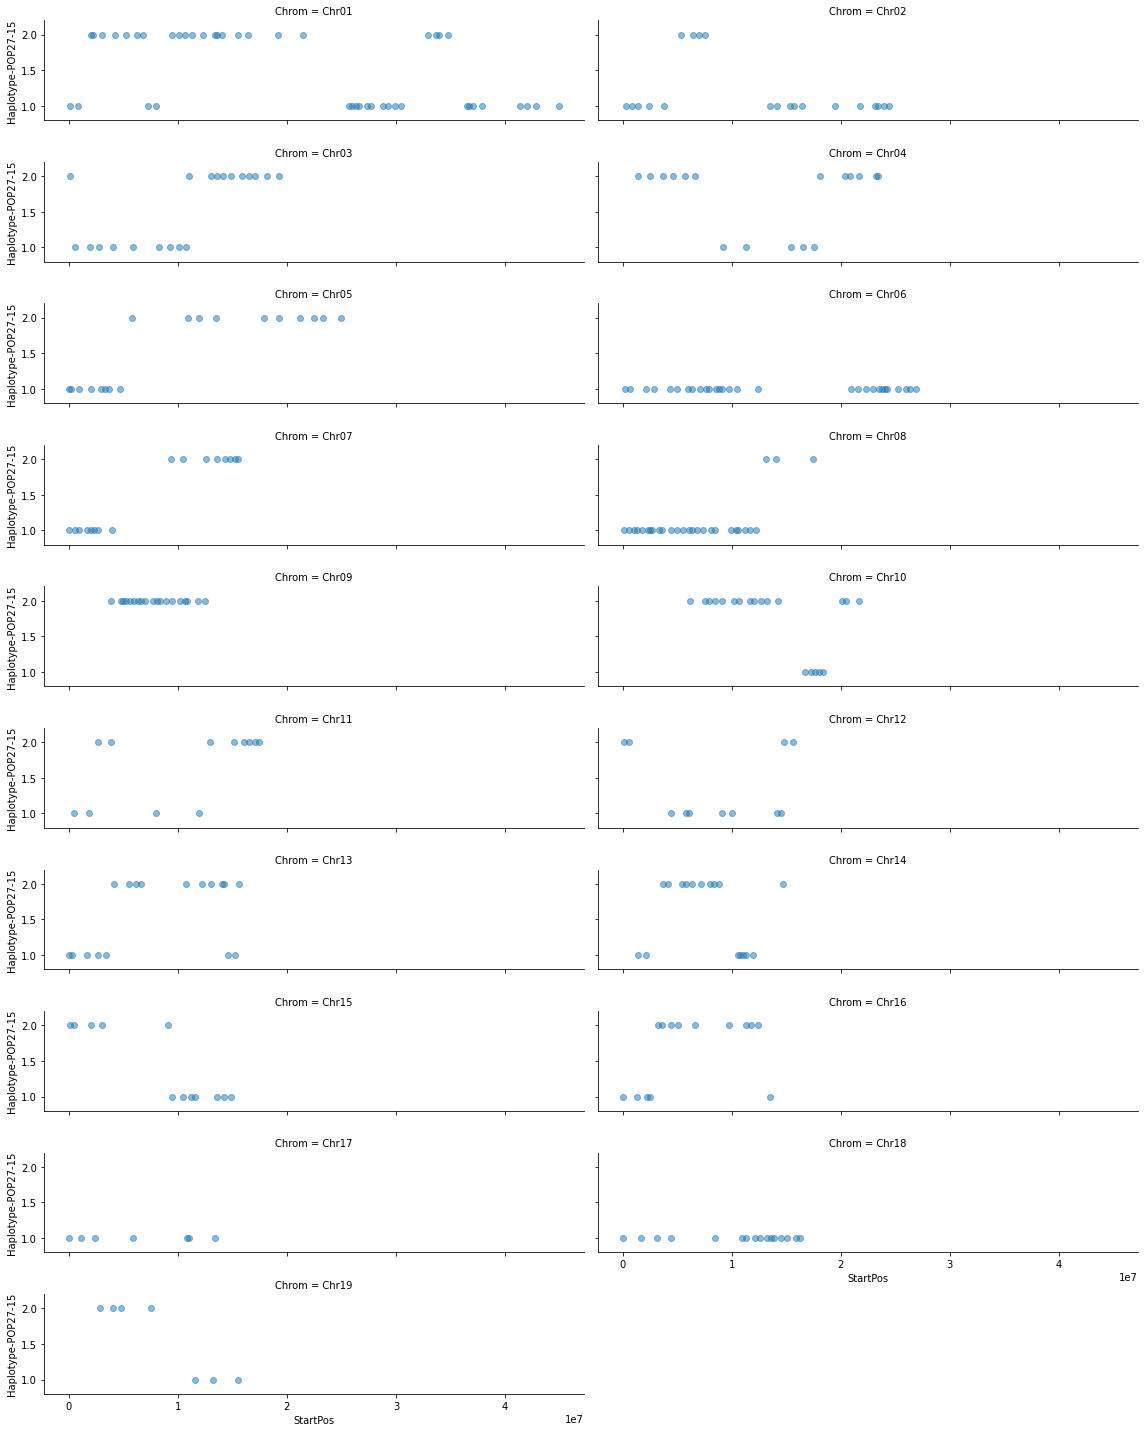 Chrom = Chr01 Chrom = Chr02
Haplotype-POP27-15
2.0
1.5
1.0
Chrom = Chr03 Chrom = Chr04
Haplotype-POP27-15
2.0
1.5
1.0
Chrom = Chr05 Chrom = Chr06
Haplotype-POP27-15
2.0
1.5
1.0
Chrom = Chr07 Chrom = Chr08
Haplotype-POP27-15
2.0
1.5
1.0
Chrom = Chr09 Chrom = Chr10
Haplotype-POP27-15
2.0
1.5
1.0
Chrom = Chr11 Chrom = Chr12
Haplotype-POP27-15
2.0
1.5
1.0
Chrom = Chr13 Chrom = Chr14
Haplotype-POP27-15
2.0
1.5
1.0
Chrom = Chr15 Chrom = Chr16
Haplotype-POP27-15
2.0
1.5
1.0
Chrom = Chr17 Chrom = Chr18
Haplotype-POP27-15
2.0
1.5
1.0
0 1 2 3 4
StartPos 1e7
Chrom = Chr19
Haplotype-POP27-15
2.0
1.5
1.0
0 1 2 3 4
StartPos 1e7